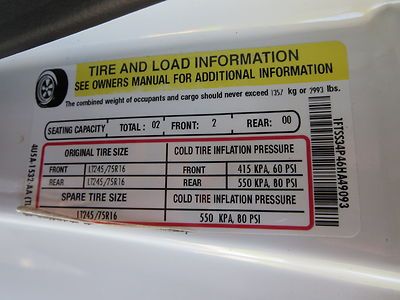 TIRE AND LOAD INFORMATION
SEE OWNERS MANUAL FOR ADDITIONAL INFORMATION
The combined weight of occupants and cargo should never exceed 1357 kg or 2993 lbs.
SEATING CAPACITY TOTAL: 02 FRONT: 2 REAR: 00
ORIGINAL TIRE SIZE COLD TIRE INFLATION PRESSURE
FRONT LT245/75R16 FRONT 415 KPA, 60 PSI
REAR LT245/75R16 REAR 550 KPA, 80 PSI
SPARE TIRE SIZE COLD TIRE INFLATION PRESSURE
LT245/75R16 550 KPA, 80 PSI
1FTSS34P46HA49093